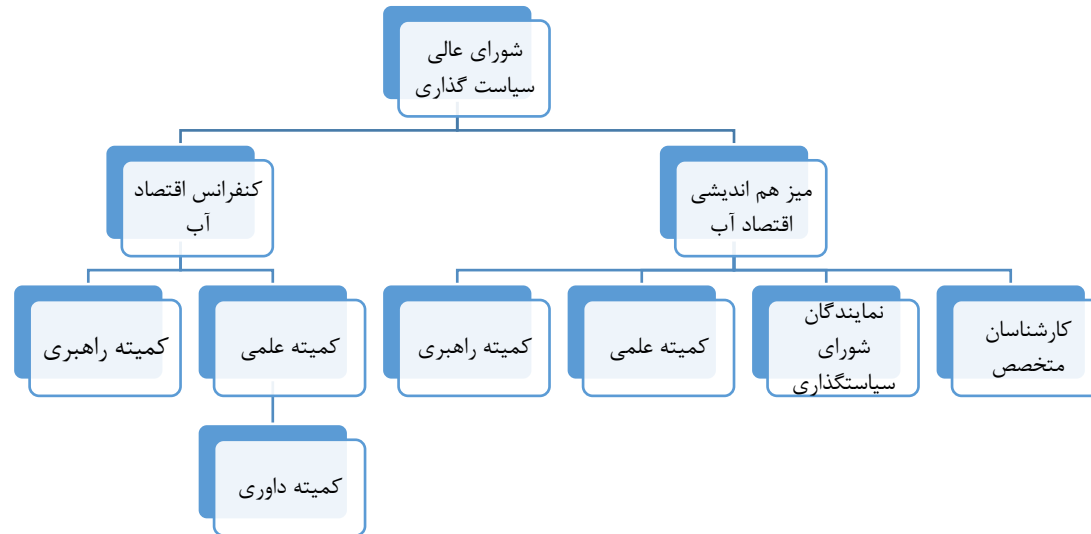 شورای عالی
سیاست گذاری
میز هم اندیشی
اقتصاد آب
کنفرانس اقتصاد
آب
کارشناسان
متخصص
نمایندگان
شورای
سیاستگذاری
کمیته علمی
کمیته راهبری
کمیته علمی
کمیته راهبری
کمیته داوری